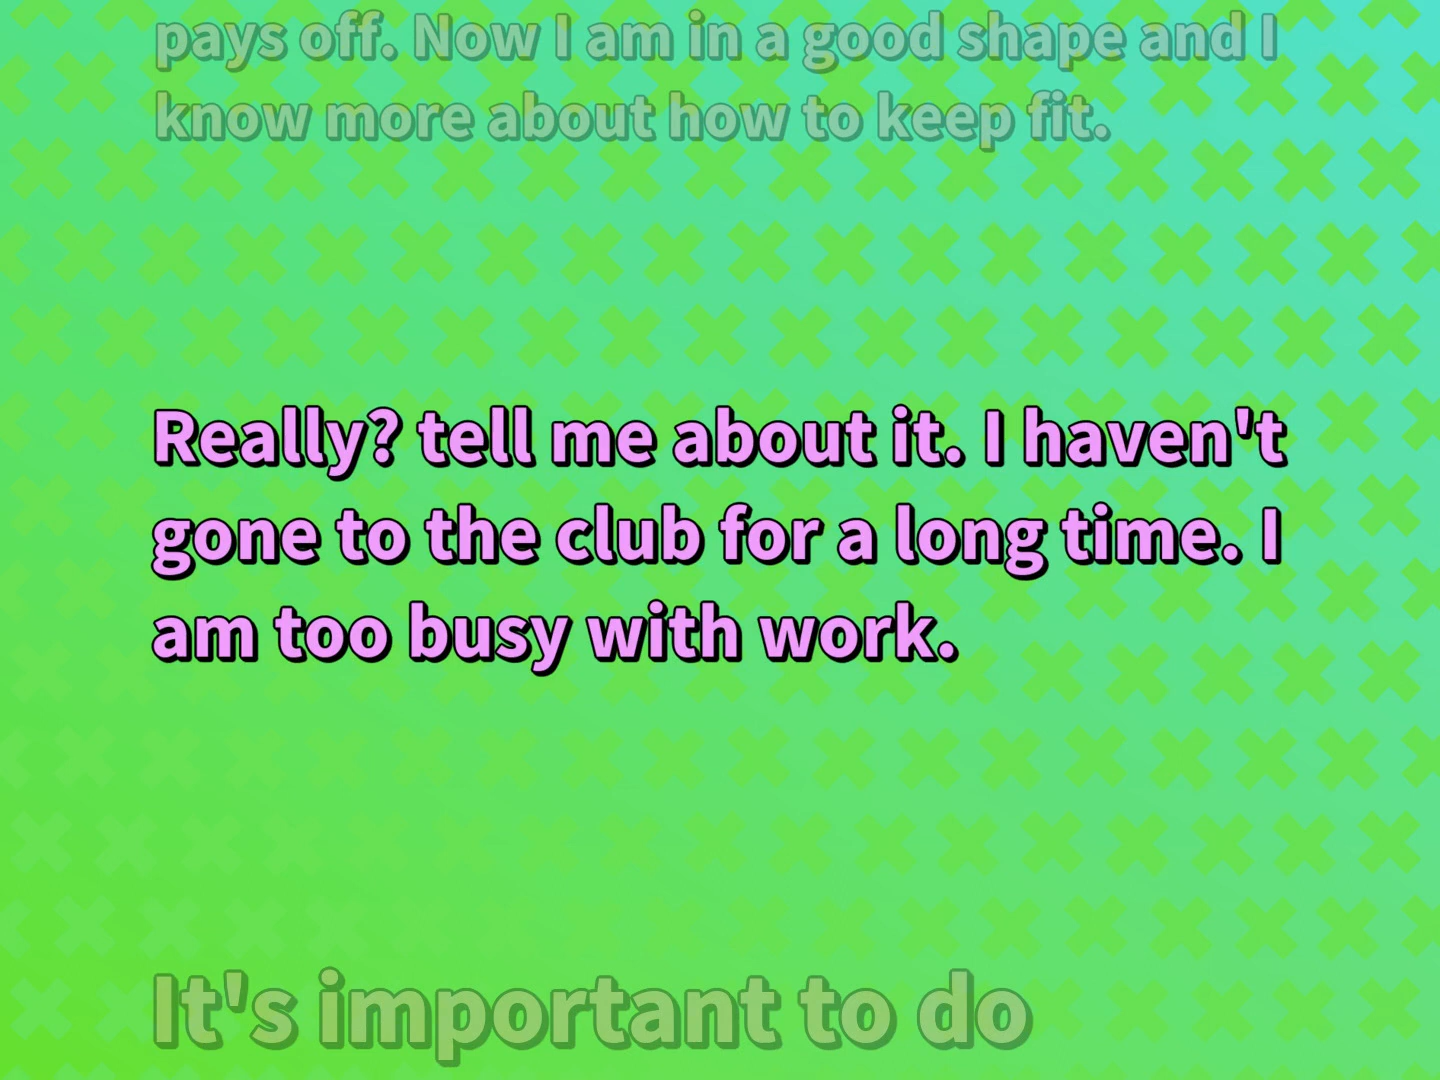 pays off. Now I am in a good shape and I
know more about how to keep fit.
Really? tell me about it. I haven't
gone to the club for a long time. I
am too busy with work.
It's important to do